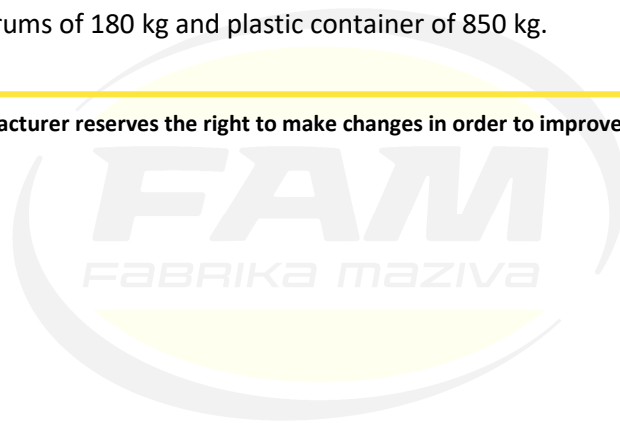 rums of 180 kg and plastic container of 850 kg.
acturer reserves the right to make changes in order to improve
FAM
FABRIKA MAZIVA